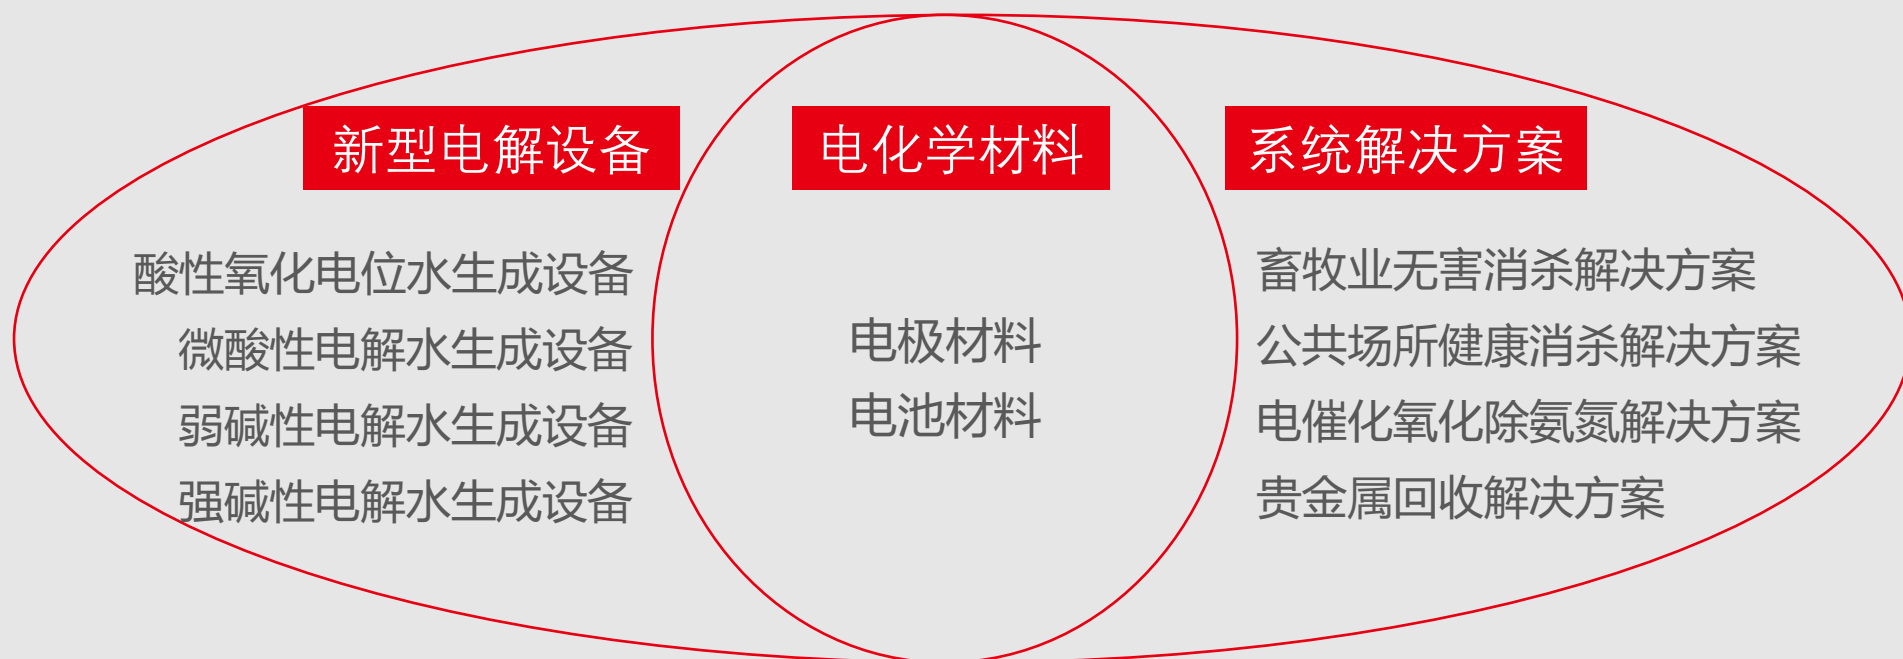 新型电解设备
酸性氧化电位水生成设备
微酸性电解水生成设备
弱碱性电解水生成设备
强碱性电解水生成设备
电化学材料
电极材料
电池材料
系统解决方案
畜牧业无害消杀解决方案
公共场所健康消杀解决方案
电催化氧化除氨氮解决方案
贵金属回收解决方案